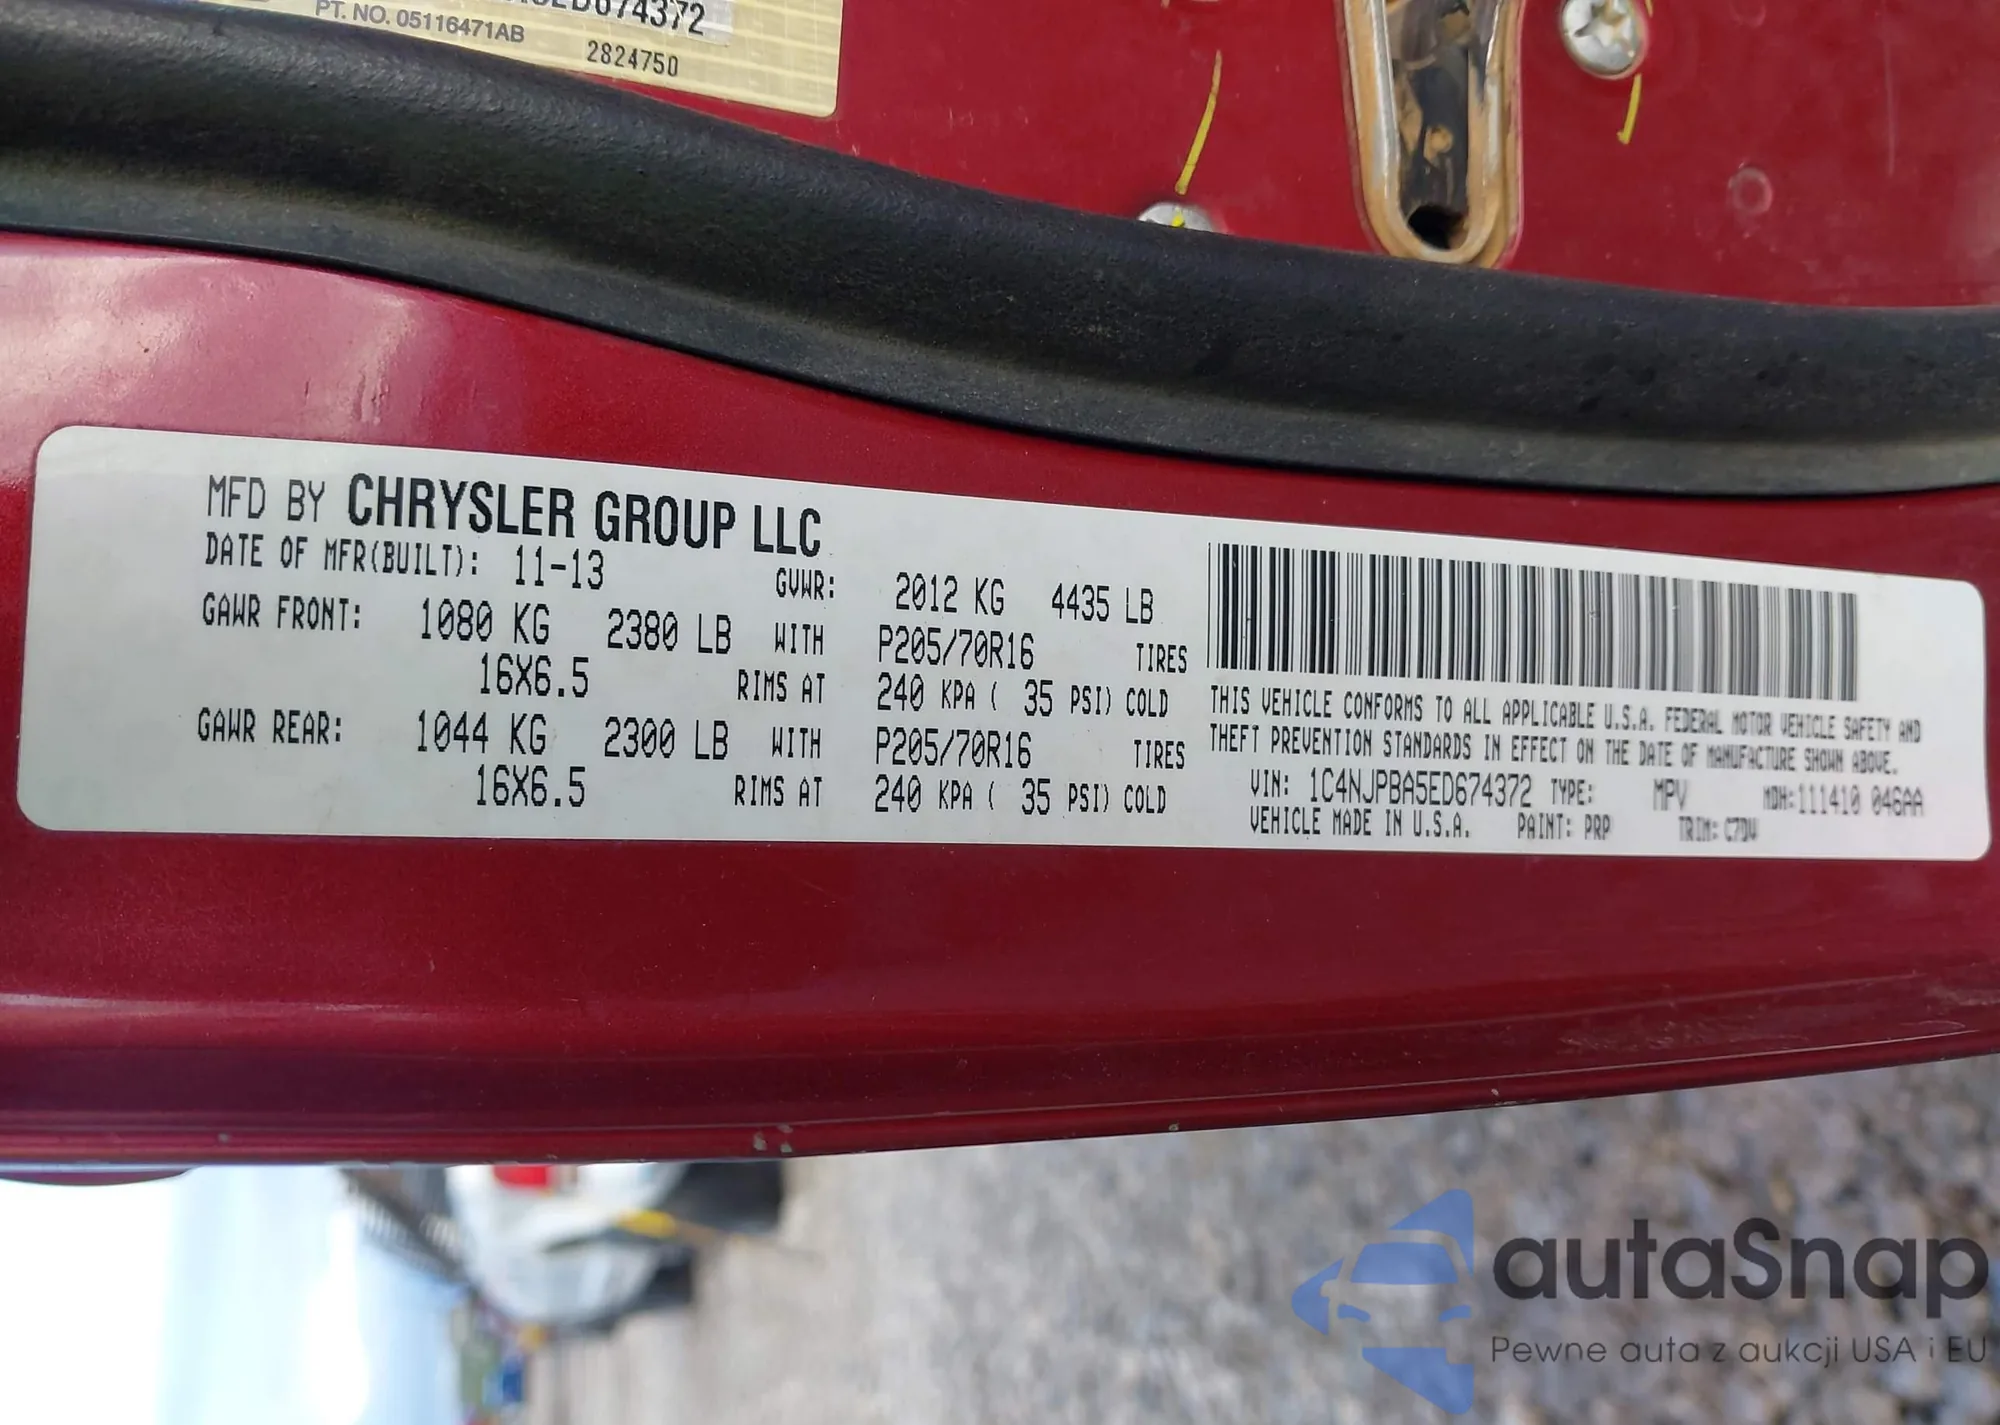 D674372
PT. NO. 05116471AB
2824750
MFD BY CHRYSLER GROUP LLC
DATE OF MFR(BUILT): 11-13 GVWR: 2012 KG 4435 LB
GAWR FRONT: 1080 KG 2380 LB WITH P205/70R16 TIRES
16X6.5 RIMS AT 240 KPA ( 35 PSI) COLD
GAWR REAR: 1044 KG 2300 LB WITH P205/70R16 TIRES
16X6.5 RIMS AT 240 KPA ( 35 PSI) COLD
THIS VEHICLE CONFORMS TO ALL APPLICABLE U.S.A. FEDERAL MOTOR VEHICLE SAFETY AND
THEFT PREVENTION STANDARDS IN EFFECT ON THE DATE OF MANUFACTURE SHOWN ABOVE.
VIN: 1C4NJPBA5ED674372 TYPE: MPV MDH:111410 046AA
VEHICLE MADE IN U.S.A. PAINT: PRP TRIM: C7DV
autaSnap
Pewne auta z aukcji USA i EU